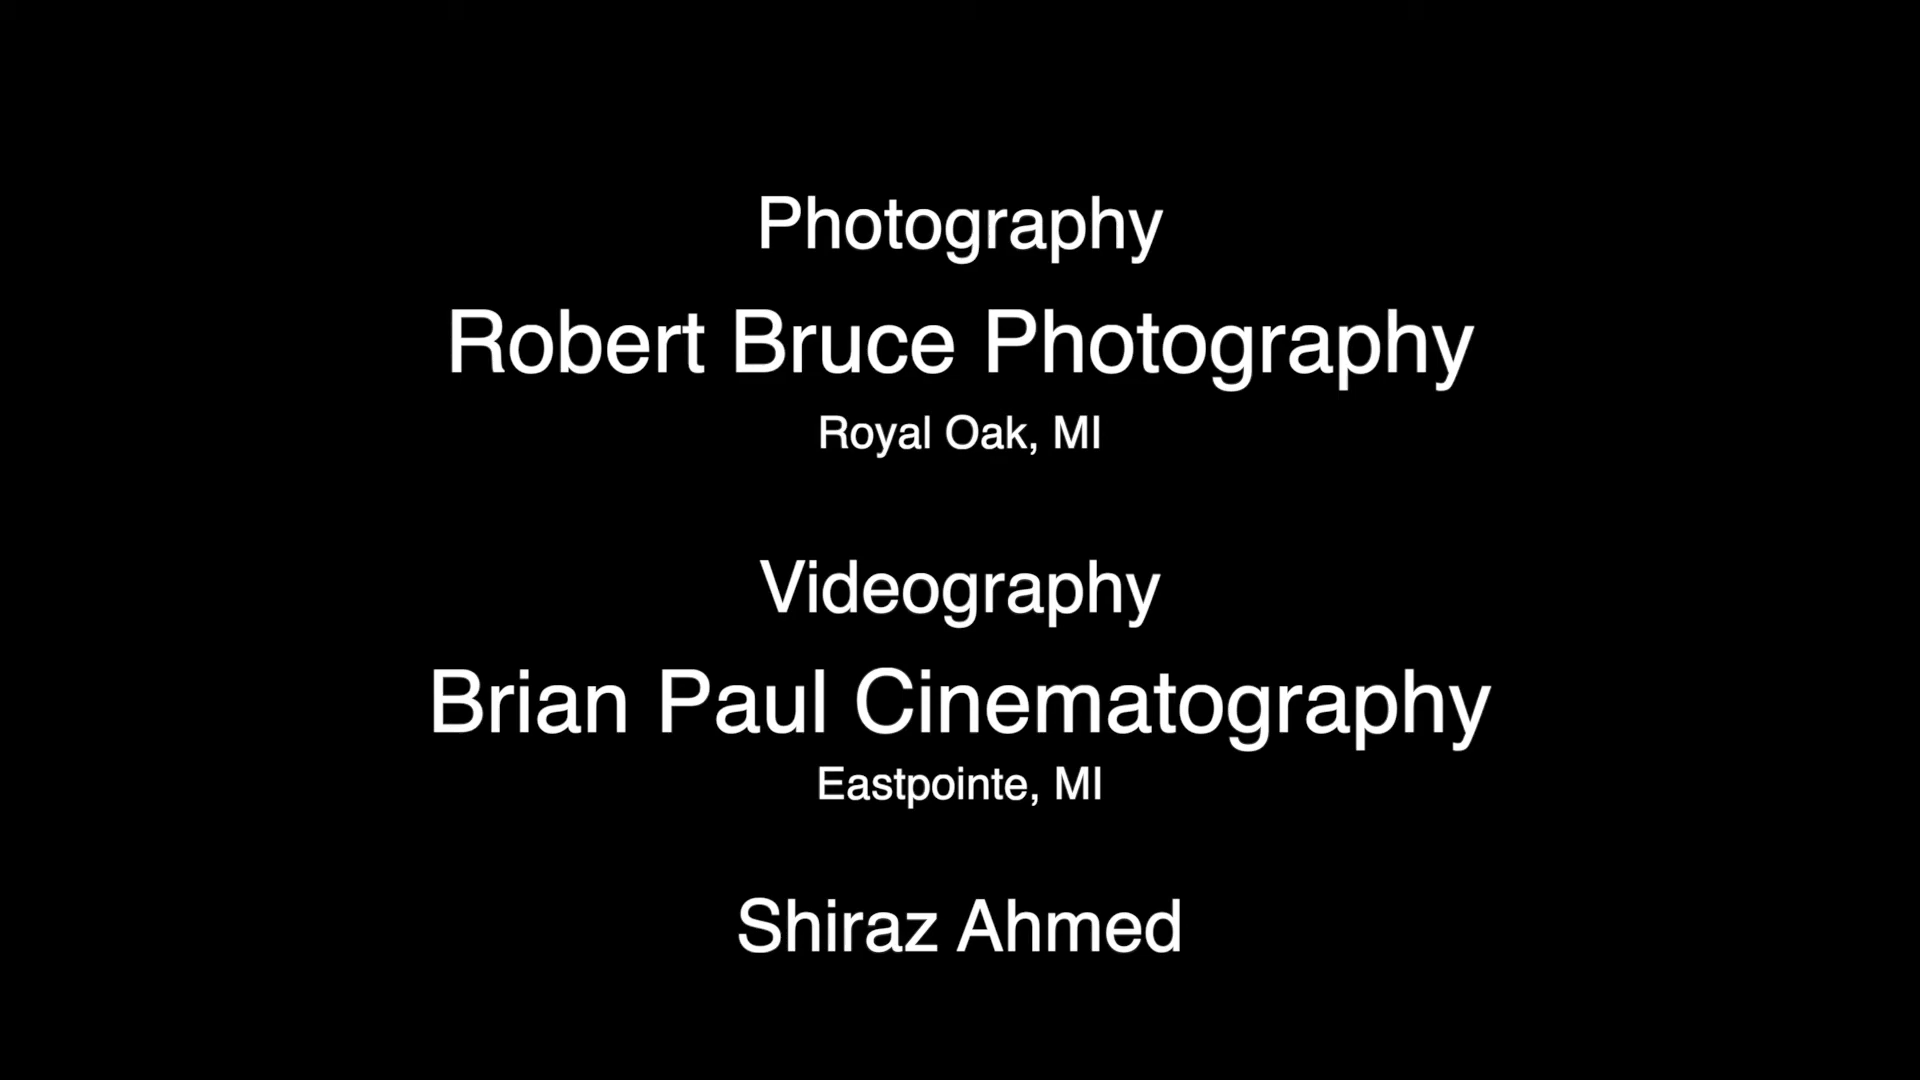 Photography
Robert Bruce Photography
Royal Oak, MI
Videography
Brian Paul Cinematography
Eastpointe, MI
Shiraz Ahmed